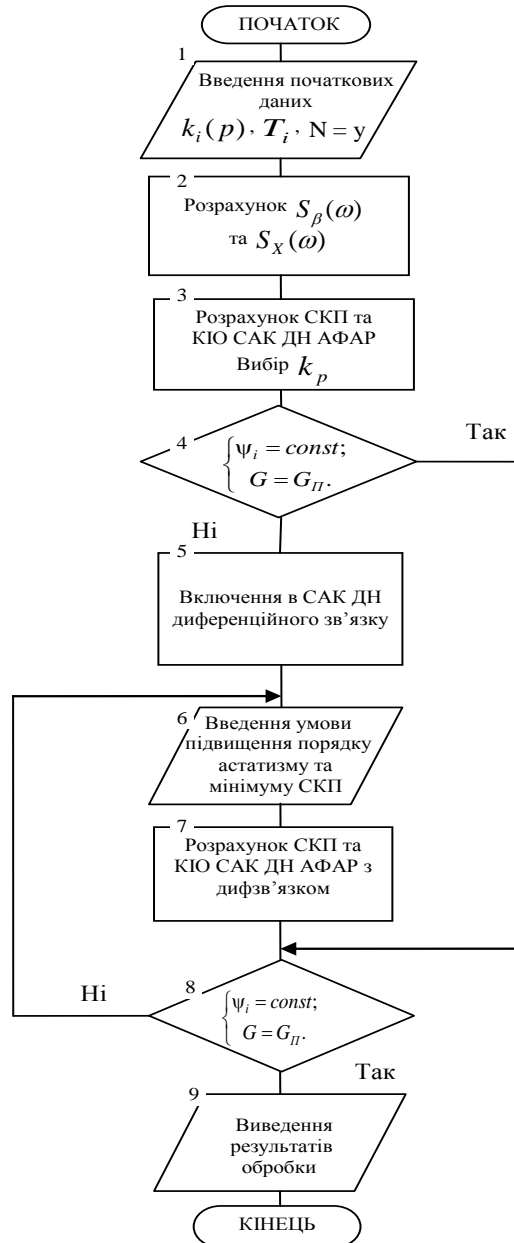 ПОЧАТОК
1
Введення початкових
даних
k_i(p), T_i, N = y
2
Розрахунок S_β(ω)
та S_X(ω)
3
Розрахунок СКП та
КІО САК ДН АФАР
Вибір k_p
4
ψ_i = const;
G = G_П.
Так
Ні
5
Включення в САК ДН
диференційного зв’язку
6
Введення умови
підвищення порядку
астатизму та
мінімуму СКП
7
Розрахунок СКП та
КІО САК ДН АФАР з
дифзв’язком
8
Ні
ψ_i = const;
G = G_П.
Так
9
Виведення
результатів
обробки
КІНЕЦЬ